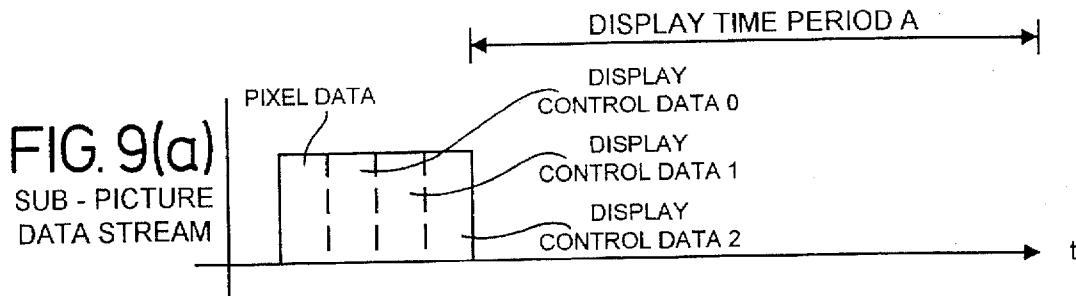 DISPLAY TIME PERIOD A
PIXEL DATA
DISPLAY
CONTROL DATA 0
DISPLAY
CONTROL DATA 1
DISPLAY
CONTROL DATA 2
FIG. 9(a)
SUB - PICTURE
DATA STREAM
t